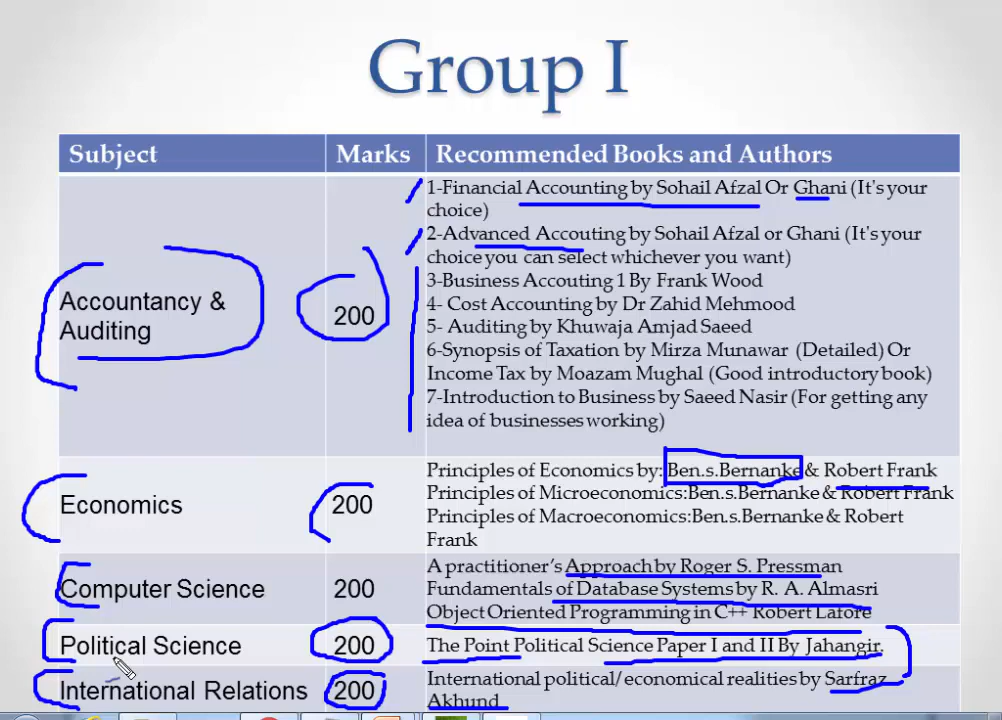 Group I
Subject Marks Recommended Books and Authors
Accountancy &
Auditing
200
1-Financial Accounting by Sohail Afzal Or Ghani (It's your
choice)
2-Advanced Accouting by Sohail Afzal or Ghani (It's your
choice you can select whichever you want)
3-Business Accouting 1 By Frank Wood
4- Cost Accounting by Dr Zahid Mehmood
5- Auditing by Khuwaja Amjad Saeed
6-Synopsis of Taxation by Mirza Munawar (Detailed) Or
Income Tax by Moazam Mughal (Good introductory book)
7-Introduction to Business by Saeed Nasir (For getting any
idea of businesses working)
Economics
200
Principles of Economics by: Ben.s.Bernanke & Robert Frank
Principles of Microeconomics:Ben.s.Bernanke & Robert Frank
Principles of Macroeconomics:Ben.s.Bernanke & Robert
Frank
Computer Science
200
A practitioner's Approach by Roger S. Pressman
Fundamentals of Database Systems by R. A. Almasri
Object Oriented Programming in C++ Robert Lafore
Political Science
200
The Point Political Science Paper I and II By Jahangir.
International Relations
200
International political/economical realities by Sarfraz
Akhund